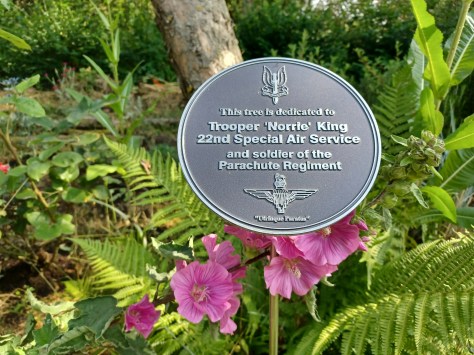 This tree is dedicated to
Trooper 'Norrie' King
22nd Special Air Service
and soldier of the
Parachute Regiment
"Utrinque Paratus"